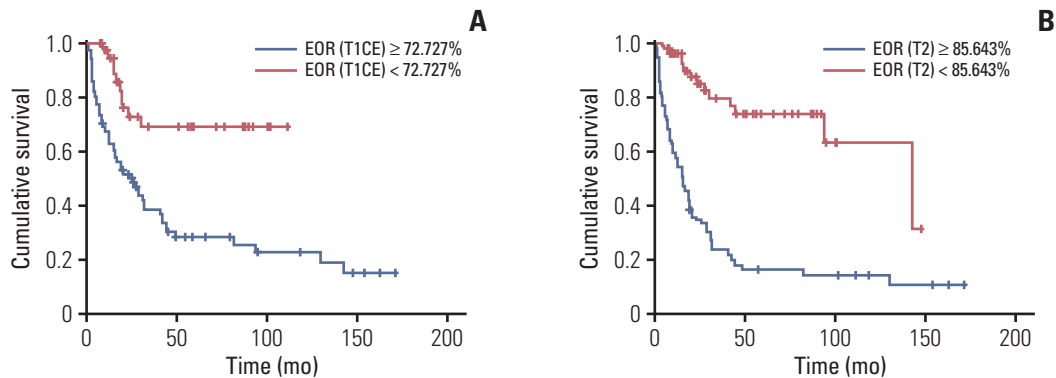 A
EOR (T1CE) ≥ 72.727%
EOR (T1CE) < 72.727%
1.0
0.8
0.6
0.4
0.2
0
Cumulative survival
0 50 100 150 200
Time (mo)
B
EOR (T2) ≥ 85.643%
EOR (T2) < 85.643%
1.0
0.8
0.6
0.4
0.2
0
Cumulative survival
0 50 100 150 200
Time (mo)